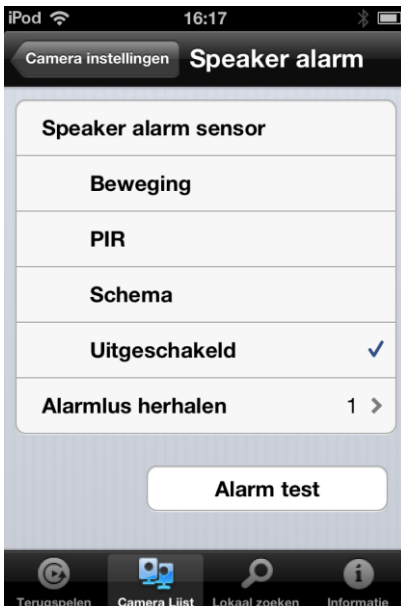 iPod 16:17
Camera instellingen Speaker alarm
Speaker alarm sensor
Beweging
PIR
Schema
Uitgeschakeld
Alarmlus herhalen 1
Alarm test
Terugspelen Camera Lijst Lokaal zoeken Informatie